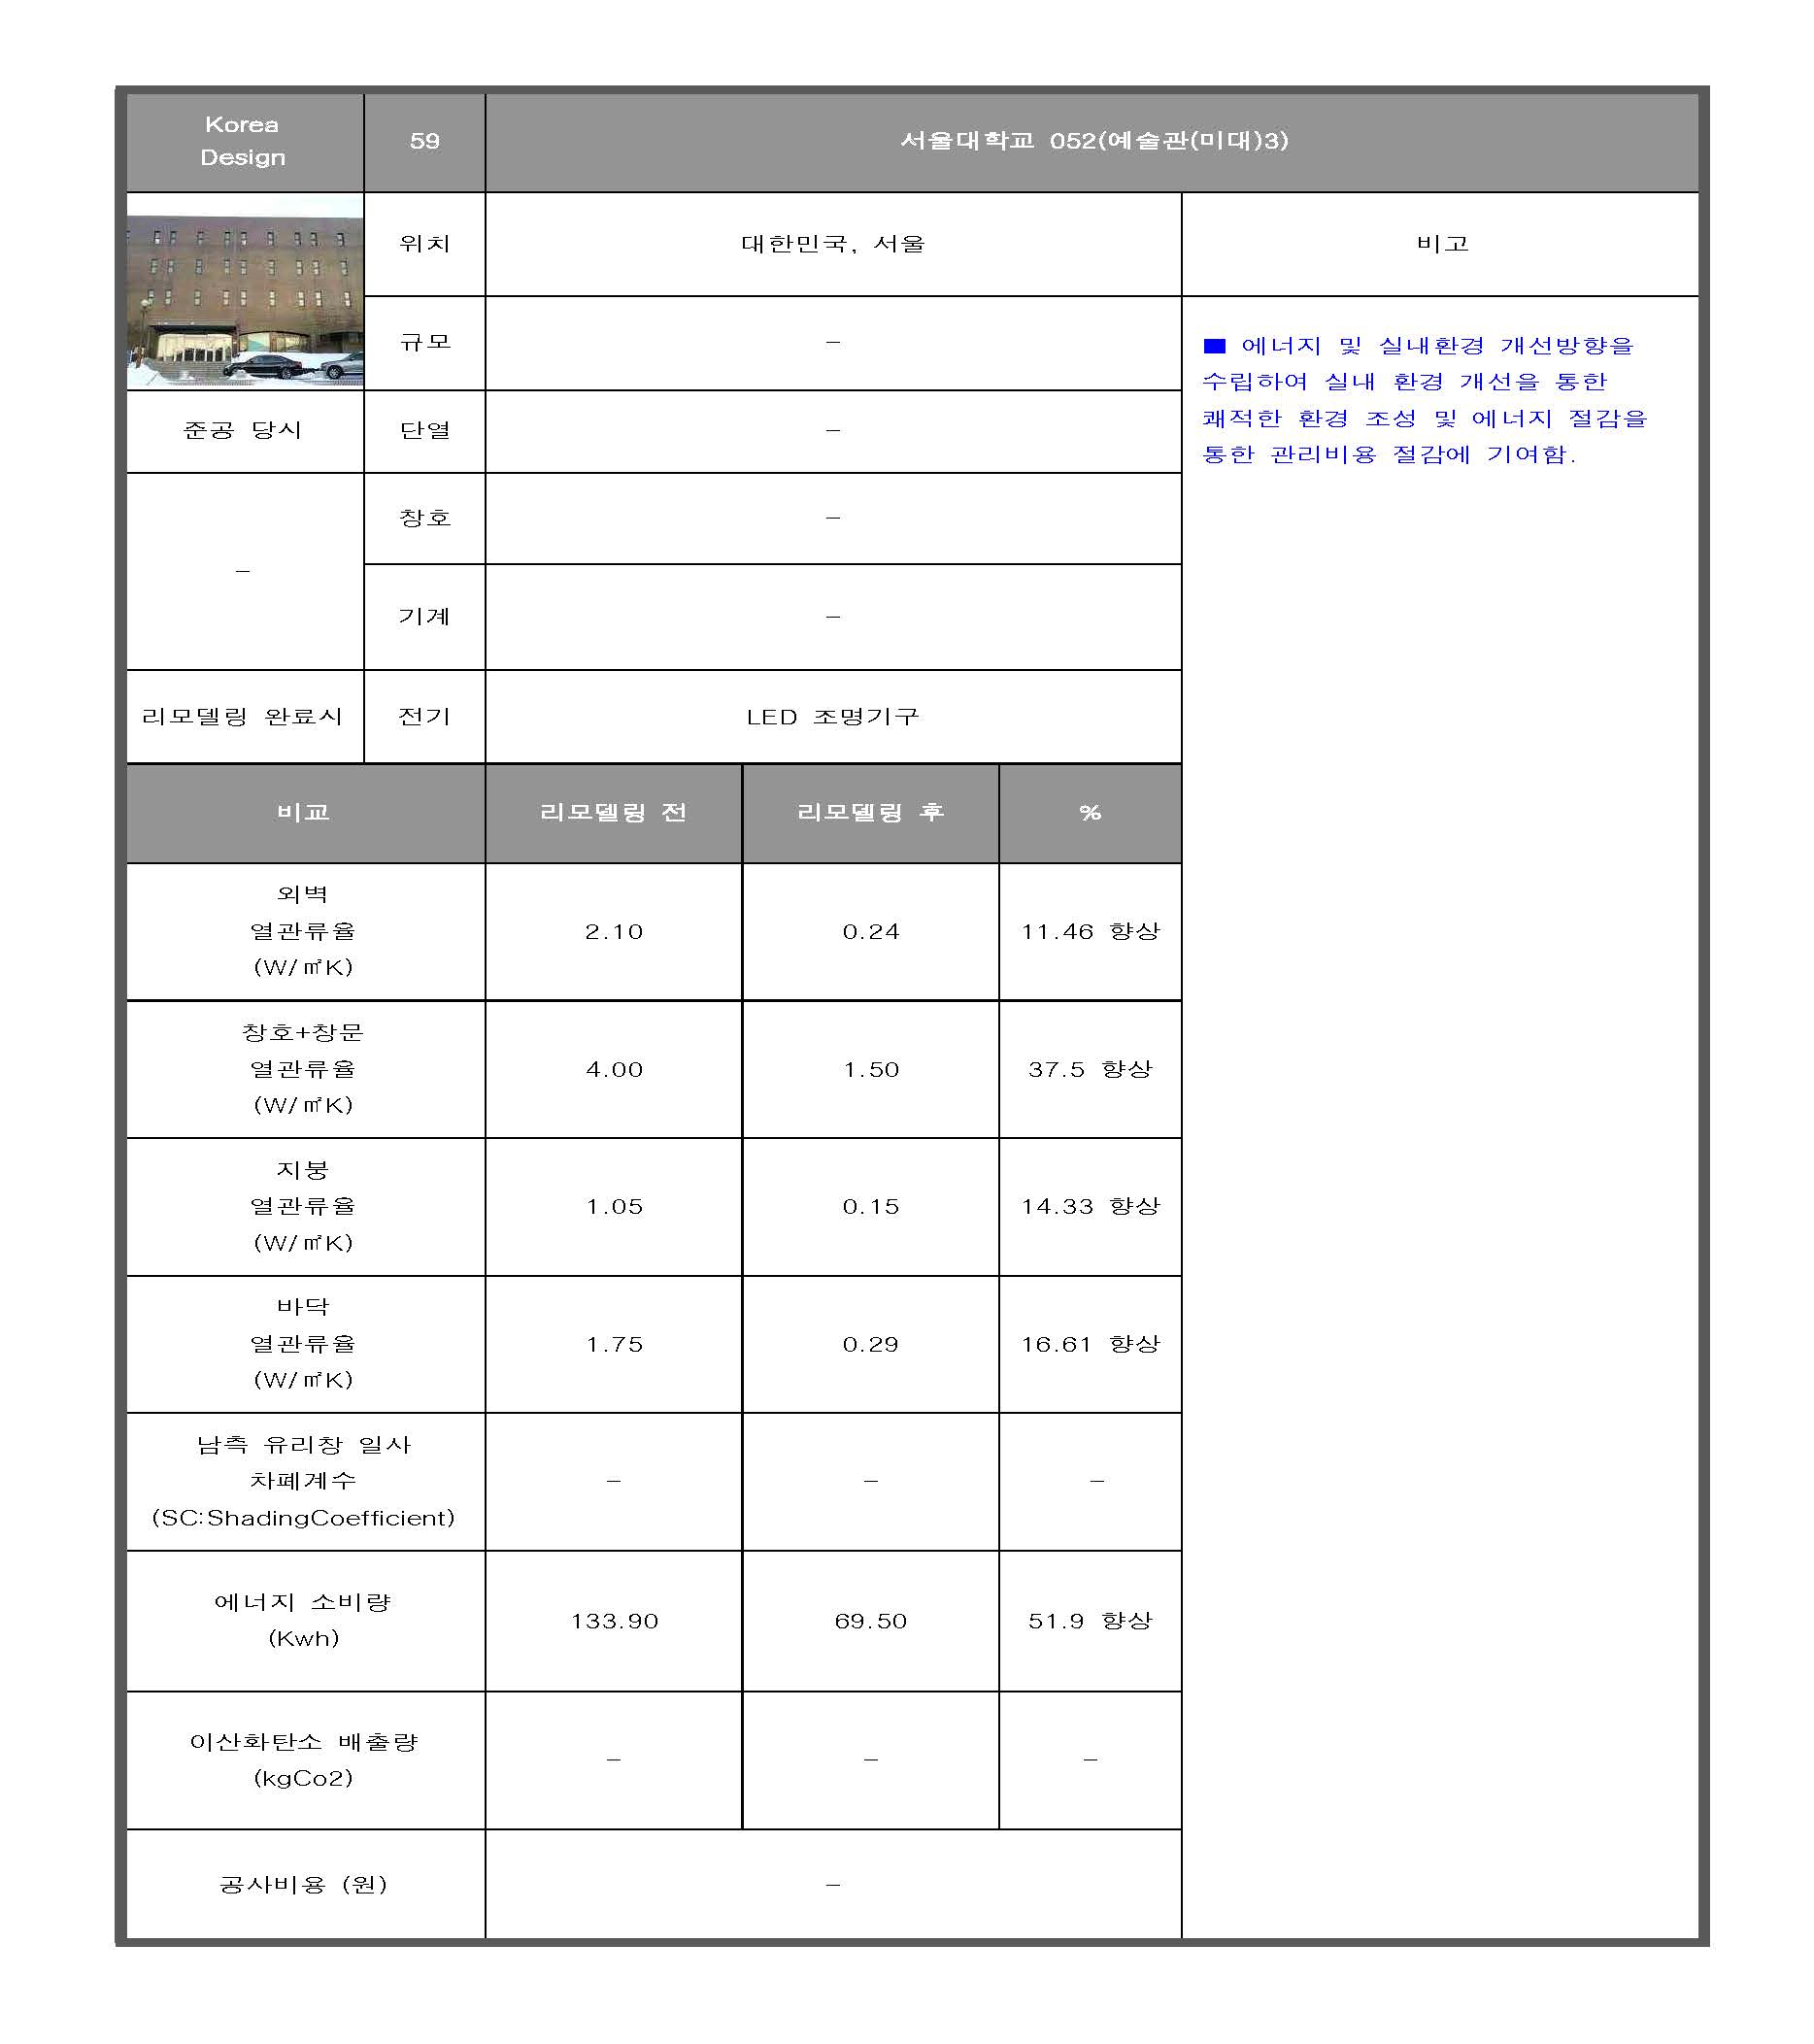 Korea
Design
59
서울대학교 052(예술관(미대)3)
위치
대한민국, 서울
비고
규모
–
■ 에너지 및 실내환경 개선방향을
수립하여 실내 환경 개선을 통한
쾌적한 환경 조성 및 에너지 절감을
통한 관리비용 절감에 기여함.
준공 당시
단열
–
–
창호
–
기계
–
리모델링 완료시
전기
LED 조명기구
비교
리모델링 전
리모델링 후
%
외벽
열관류율
(W/㎡K)
2.10
0.24
11.46 향상
창호+창문
열관류율
(W/㎡K)
4.00
1.50
37.5 향상
지붕
열관류율
(W/㎡K)
1.05
0.15
14.33 향상
바닥
열관류율
(W/㎡K)
1.75
0.29
16.61 향상
남측 유리창 일사
차폐계수
(SC:ShadingCoefficient)
–
–
–
에너지 소비량
(Kwh)
133.90
69.50
51.9 향상
이산화탄소 배출량
(kgCo2)
–
–
–
공사비용 (원)
–